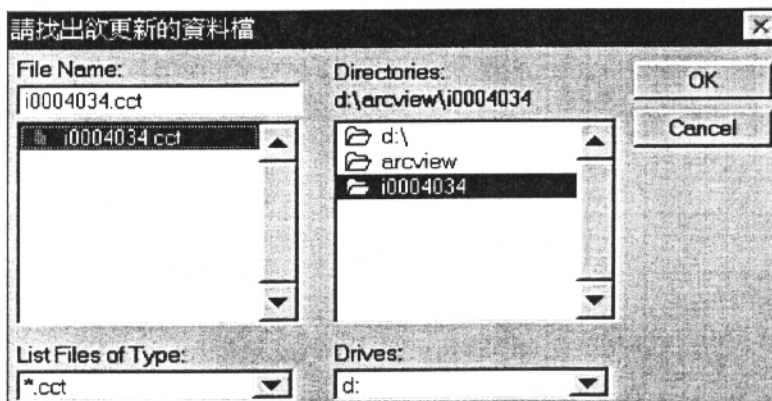 請找出欲更新的資料檔
File Name:
i0004034.cct
i0004034.cct
List Files of Type:
*.cct
Directories:
d:\arcview\i0004034
d:\
arcview
i0004034
Drives:
d:
OK
Cancel